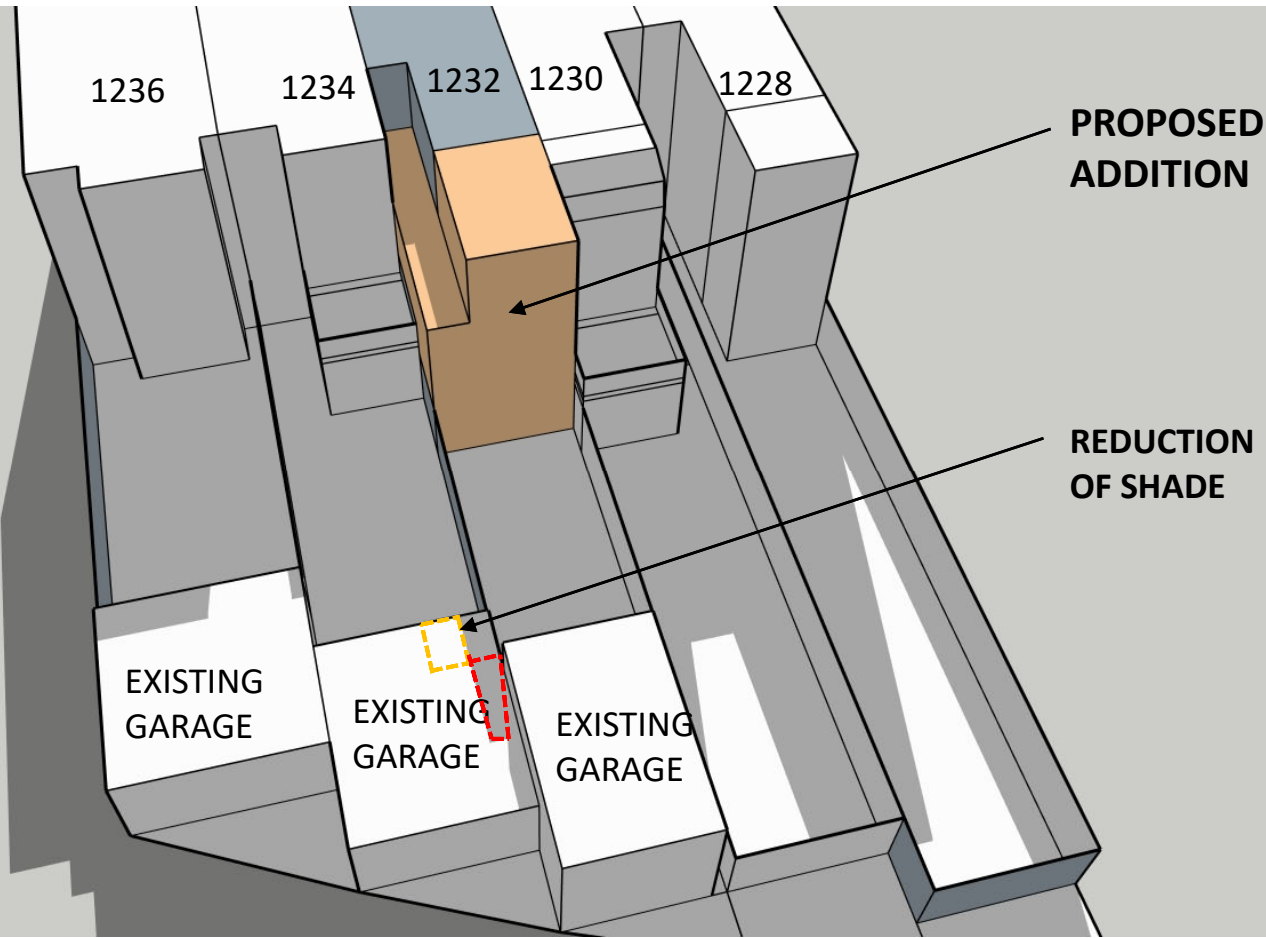 1236
1234
1232
1230
1228
PROPOSED
ADDITION
REDUCTION
OF SHADE
EXISTING
GARAGE
EXISTING
GARAGE
EXISTING
GARAGE